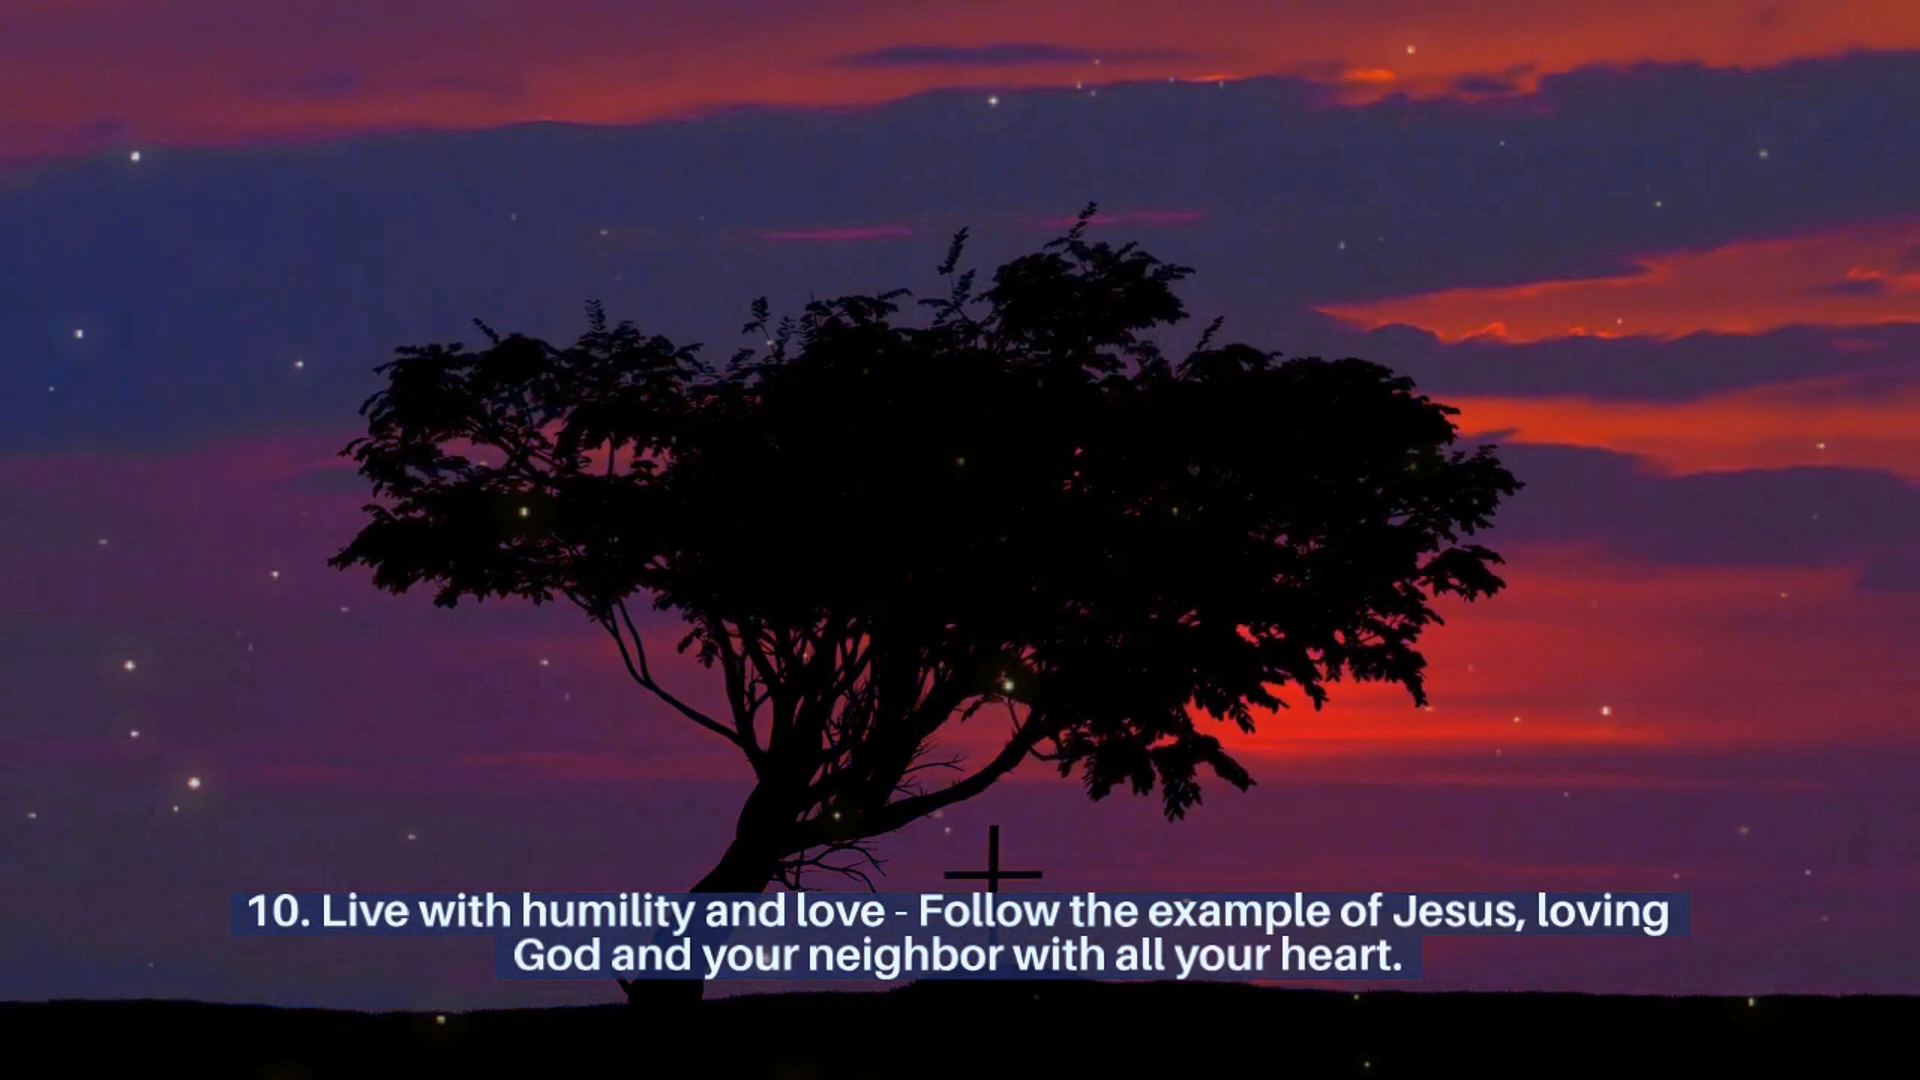 10. Live with humility and love - Follow the example of Jesus, loving
God and your neighbor with all your heart.